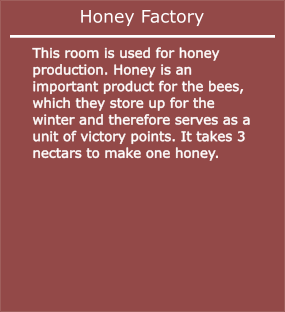 Honey Factory
This room is used for honey
production. Honey is an
important product for the bees,
which they store up for the
winter and therefore serves as a
unit of victory points. It takes 3
nectars to make one honey.